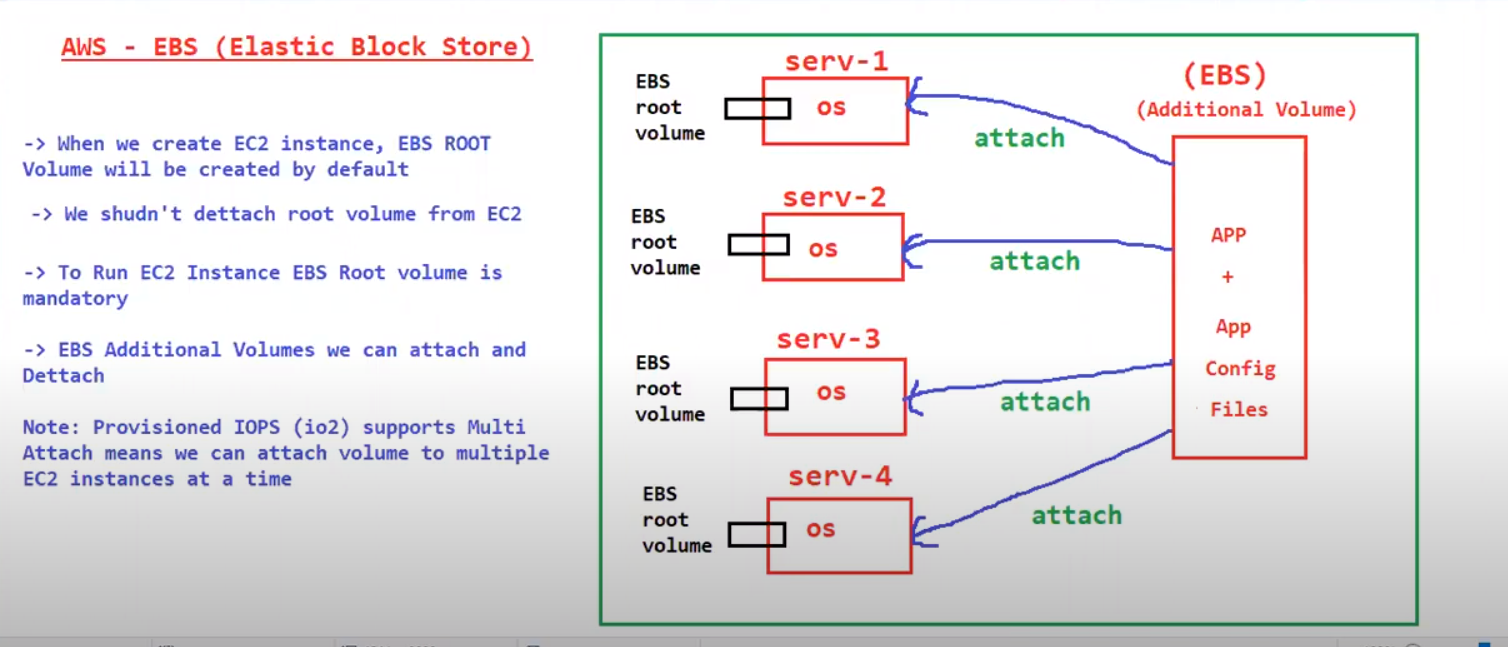 AWS - EBS (Elastic Block Store)
-> When we create EC2 instance, EBS ROOT
Volume will be created by default
-> We shudn't dettach root volume from EC2
-> To Run EC2 Instance EBS Root volume is
mandatory
-> EBS Additional Volumes we can attach and
Dettach
Note: Provisioned IOPS (io2) supports Multi
Attach means we can attach volume to multiple
EC2 instances at a time
serv-1
EBS
root
volume
os
attach
serv-2
EBS
root
volume
os
attach
serv-3
EBS
root
volume
os
attach
serv-4
EBS
root
volume
os
attach
(EBS)
(Additional Volume)
APP
+
App
Config
Files